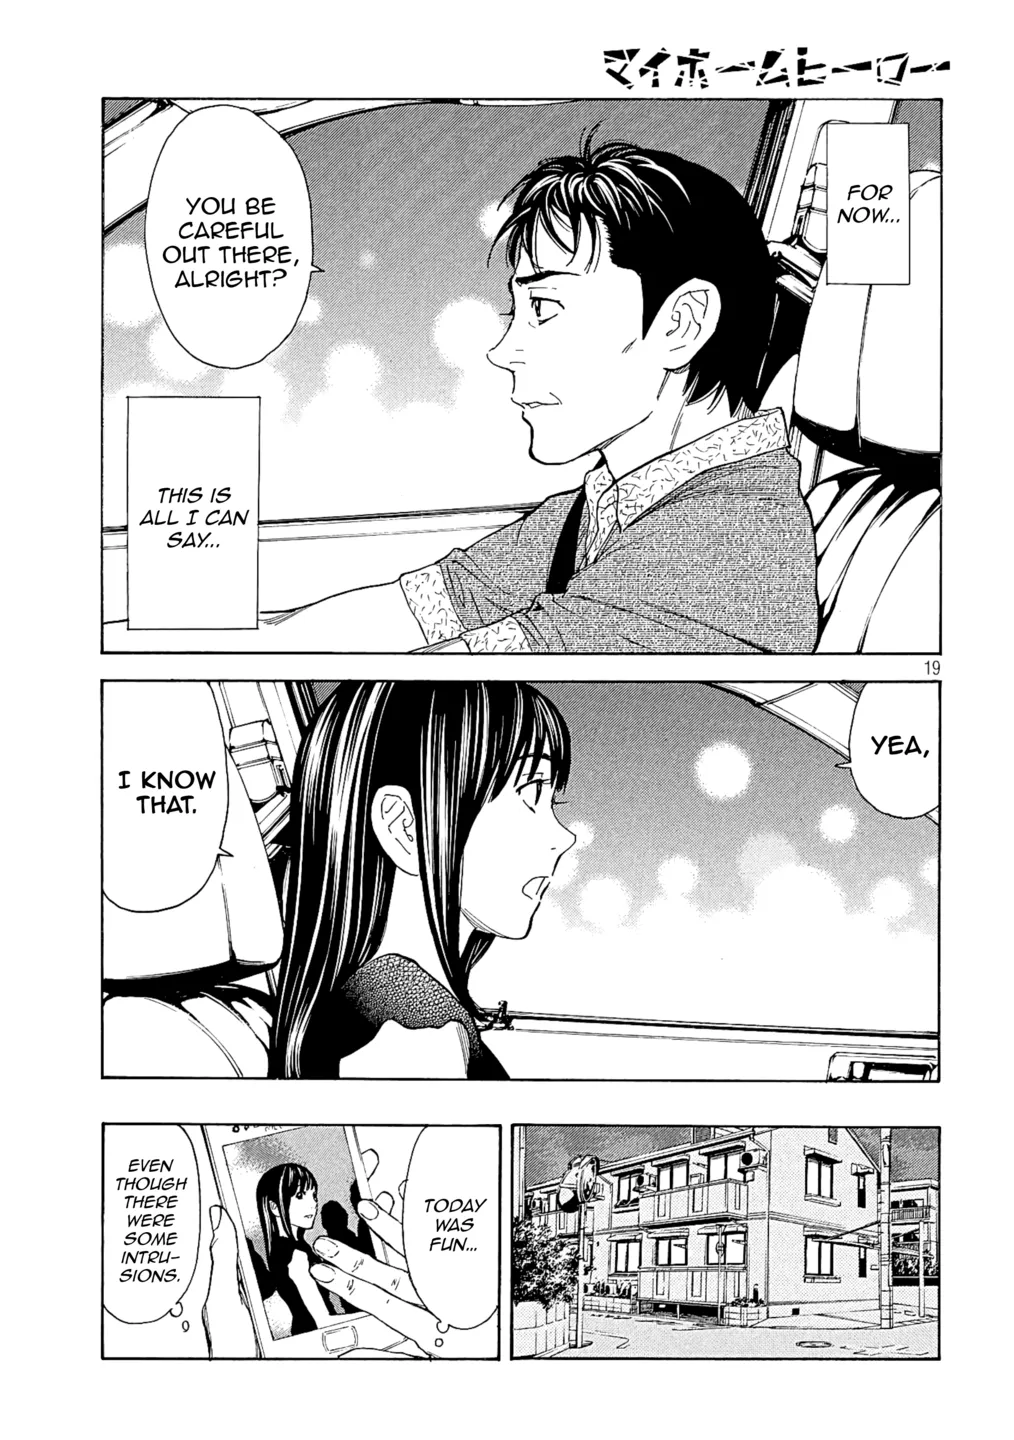 マイホームヒーロー
FOR
NOW...
YOU BE
CAREFUL
OUT THERE,
ALRIGHT?
THIS IS
ALL I CAN
SAY...
19
YEA,
I KNOW
THAT.
TODAY
WAS
FUN...
EVEN
THOUGH
THERE
WERE
SOME
INTRU-
SIONS.